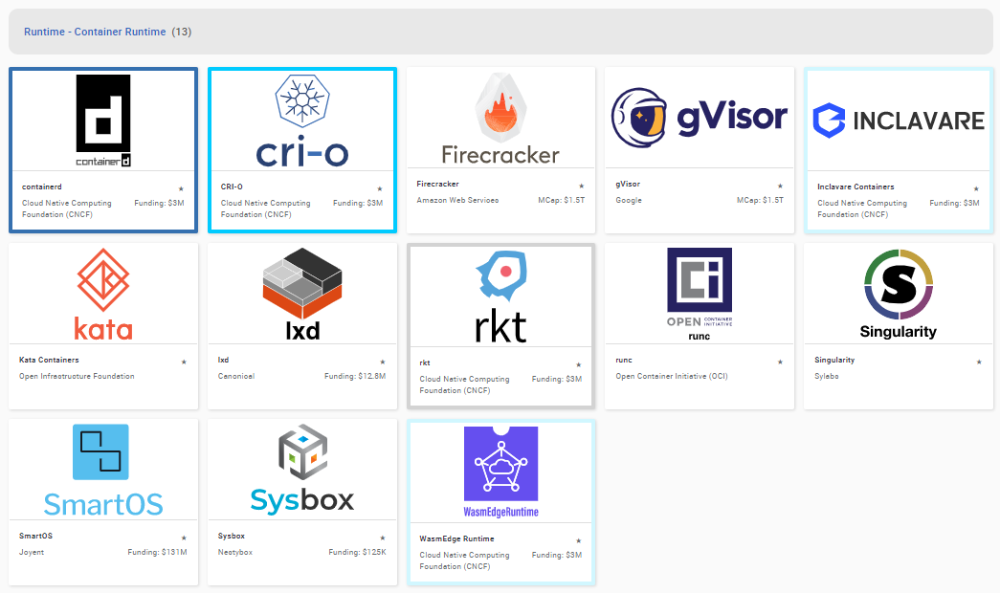 Runtime - Container Runtime (13)
d
containerd
containerd
★
Cloud Native Computing
Foundation (CNCF)
Funding: $3M
cri-o
CRI-O
★
Cloud Native Computing
Foundation (CNCF)
Funding: $3M
Firecracker
Firecracker
★
Amazon Web Services
MCap: $1.5T
gVisor
gVisor
★
Google
MCap: $1.5T
INCLAVARE
Inclavare Containers
★
Cloud Native Computing
Foundation (CNCF)
Funding: $3M
kata
Kata Containers
★
Open Infrastructure Foundation
lxd
lxd
★
Canonical
Funding: $12.8M
rkt
rkt
★
Cloud Native Computing
Foundation (CNCF)
Funding: $3M
OPEN CONTAINER
INITIATIVE
runc
runc
★
Open Container Initiative (OCI)
S
Singularity
Singularity
★
Sylabs
SmartOS
SmartOS
★
Joyent
Funding: $131M
Sysbox
Sysbox
★
Nestybox
Funding: $125K
WasmEdgeRuntime
WasmEdge Runtime
★
Cloud Native Computing
Foundation (CNCF)
Funding: $3M